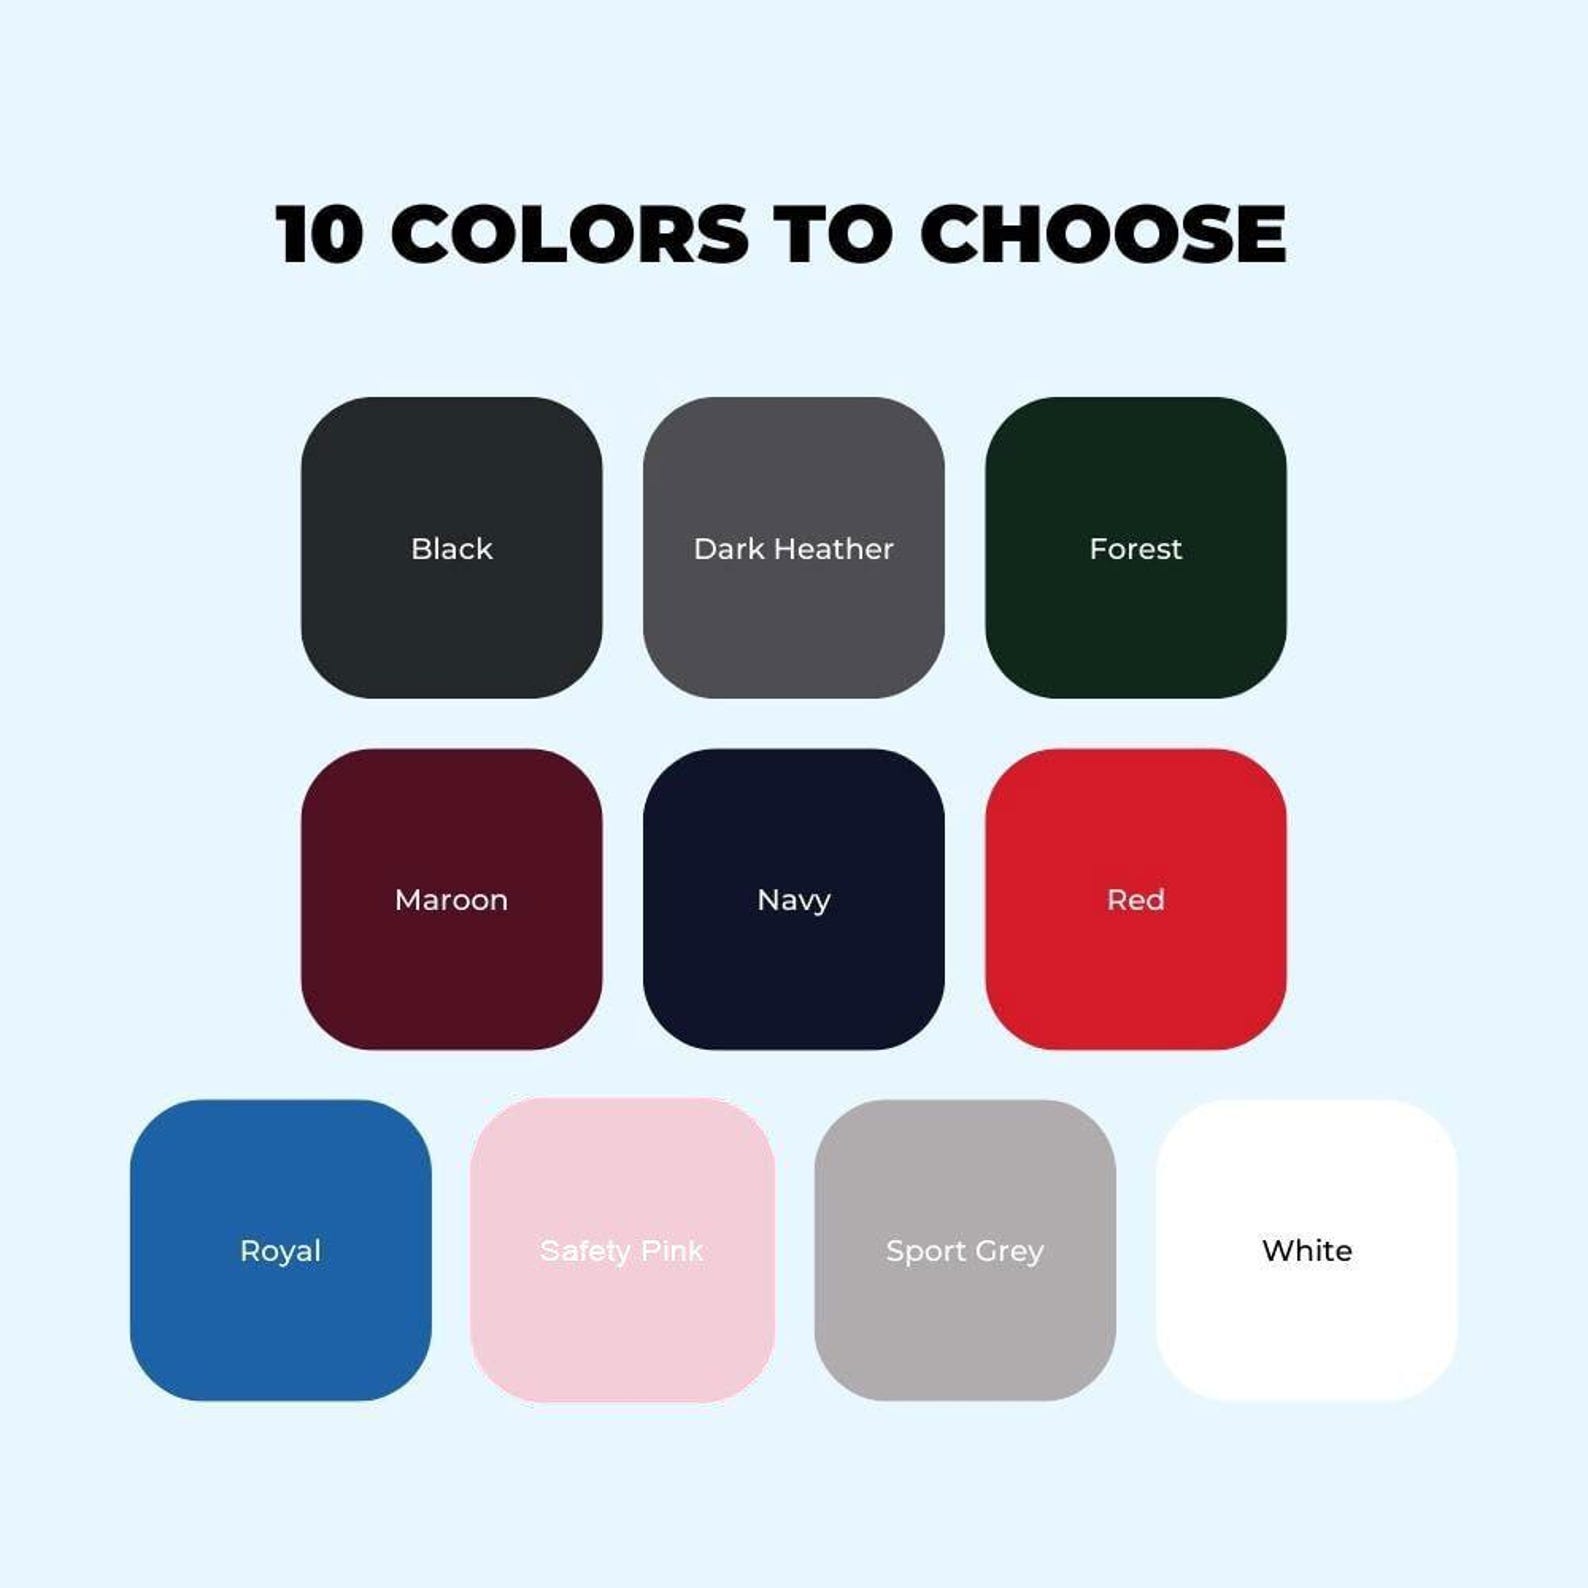 10 COLORS TO CHOOSE
Black
Dark Heather
Forest
Maroon
Navy
Red
Royal
Safety Pink
Sport Grey
White